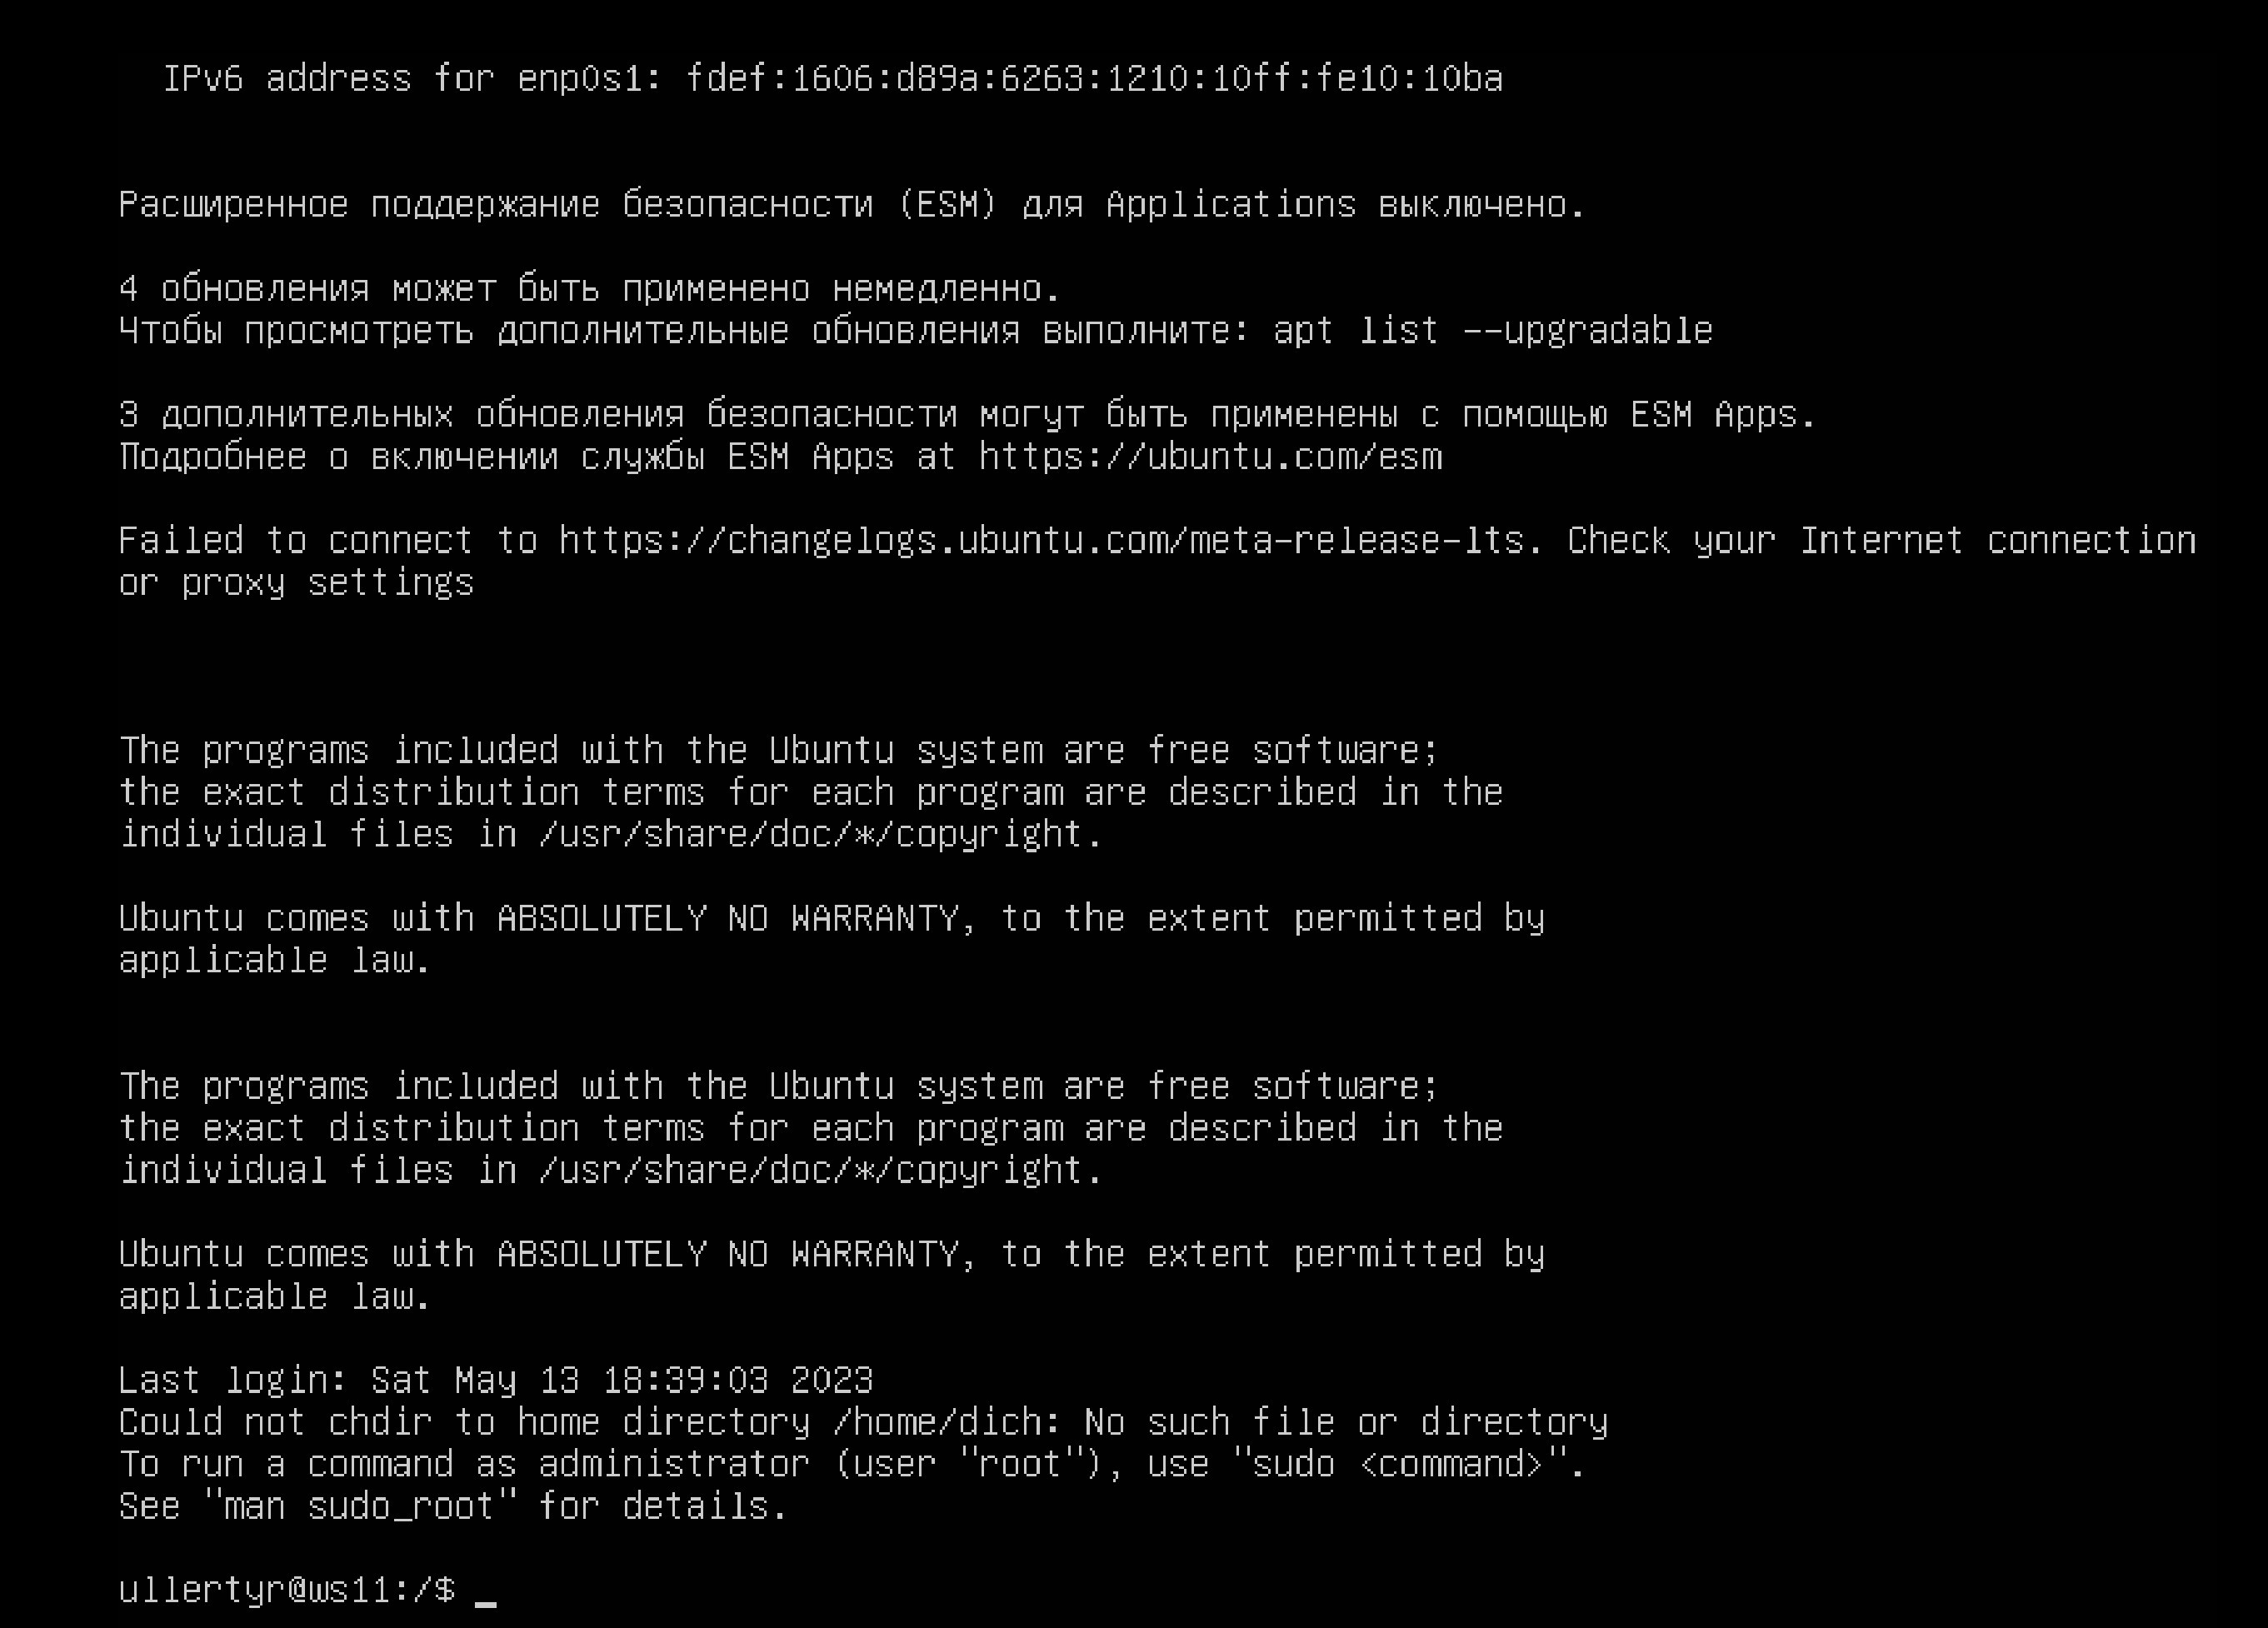 IPv6 address for enp0s1: fdef:1606:d89a:6263:1210:10ff:fe10:10ba
Расширенное поддержание безопасности (ESM) для Applications выключено.
4 обновления может быть применено немедленно.
Чтобы просмотреть дополнительные обновления выполните: apt list --upgradable
3 дополнительных обновления безопасности могут быть применены с помощью ESM Apps.
Подробнее о включении службы ESM Apps at https://ubuntu.com/esm
Failed to connect to https://changelogs.ubuntu.com/meta-release-lts. Check your Internet connection
or proxy settings
The programs included with the Ubuntu system are free software;
the exact distribution terms for each program are described in the
individual files in /usr/share/doc/*/copyright.
Ubuntu comes with ABSOLUTELY NO WARRANTY, to the extent permitted by
applicable law.
The programs included with the Ubuntu system are free software;
the exact distribution terms for each program are described in the
individual files in /usr/share/doc/*/copyright.
Ubuntu comes with ABSOLUTELY NO WARRANTY, to the extent permitted by
applicable law.
Last login: Sat May 13 18:39:03 2023
Could not chdir to home directory /home/dich: No such file or directory
To run a command as administrator (user "root"), use "sudo <command>".
See "man sudo_root" for details.
ullertyr@ws11:/$ _